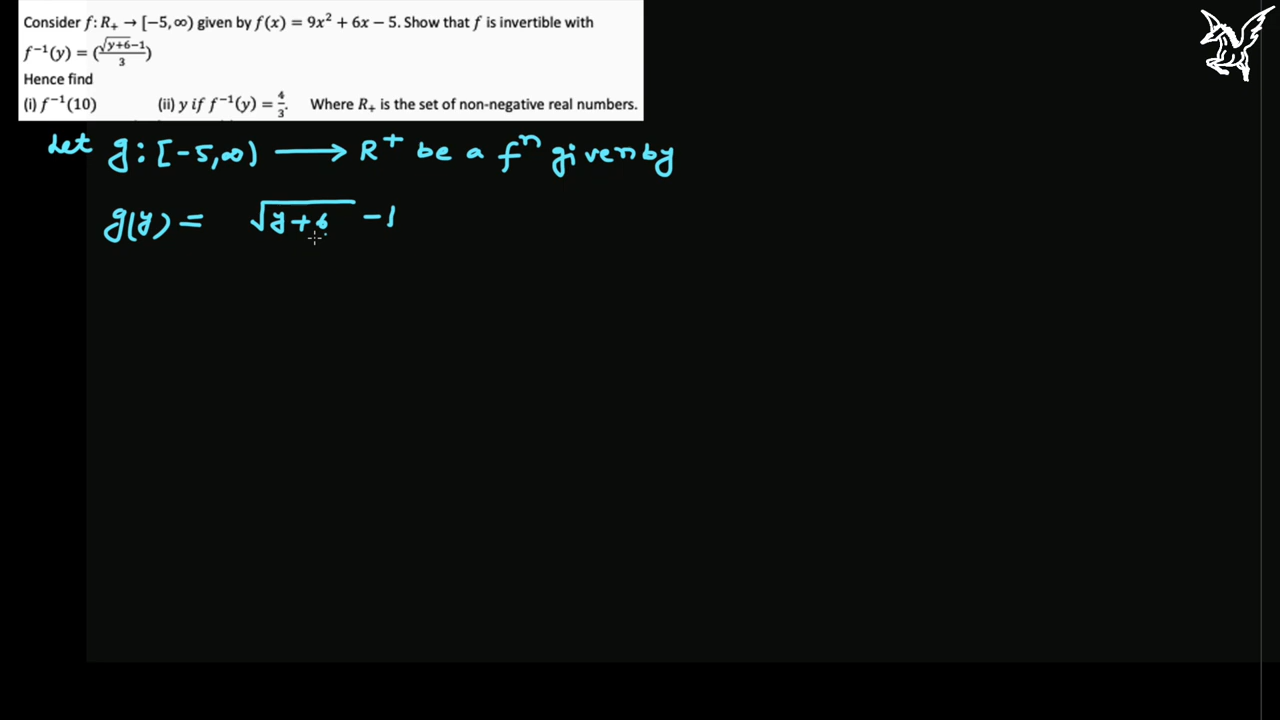 Consider f: R₊ → [−5, ∞) given by f(x) = 9x² + 6x − 5. Show that f is invertible with
f⁻¹(y) = (√(y+6)−1 / 3)
Hence find
(i) f⁻¹(10) (ii) y if f⁻¹(y) = 4/3. Where R₊ is the set of non-negative real numbers.
Let g : [-5,∞) ⟶ R⁺ be a fⁿ given by
g(y) = √(y+6) -1